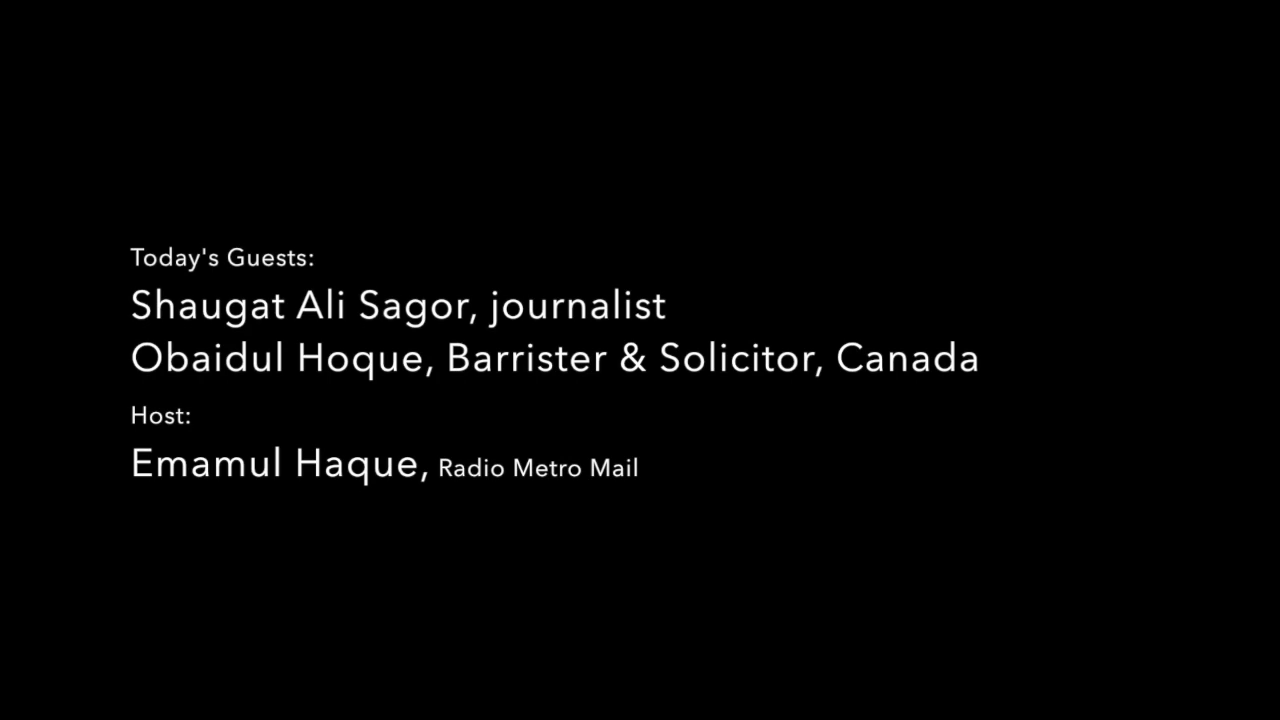 Today's Guests:
Shaugat Ali Sagor, journalist
Obaidul Hoque, Barrister & Solicitor, Canada
Host:
Emamul Haque, Radio Metro Mail